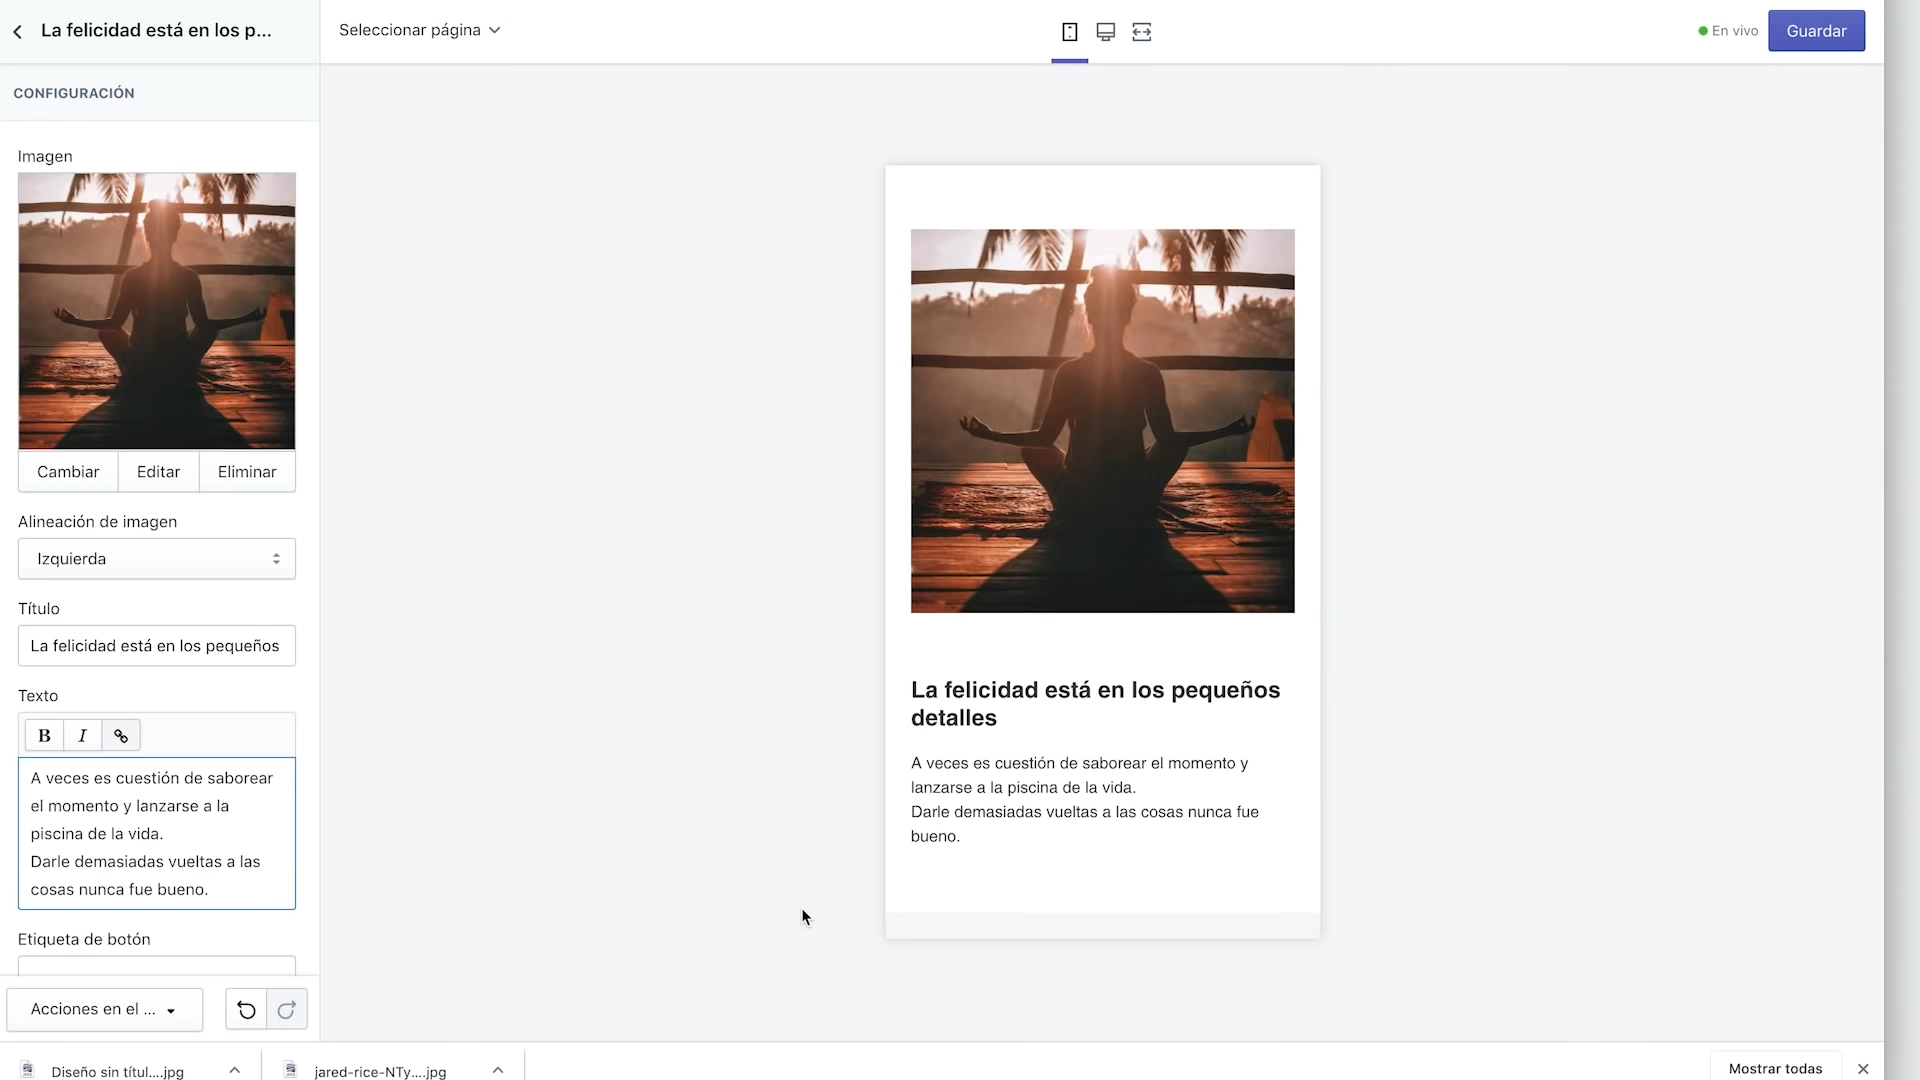 La felicidad está en los p...
Seleccionar página
En vivo
Guardar
CONFIGURACIÓN
Imagen
Cambiar
Editar
Eliminar
Alineación de imagen
Izquierda
Título
La felicidad está en los pequeños
Texto
B
I
A veces es cuestión de saborear
el momento y lanzarse a la
piscina de la vida.
Darle demasiadas vueltas a las
cosas nunca fue bueno.
Etiqueta de botón
Acciones en el ...
La felicidad está en los pequeños
detalles
A veces es cuestión de saborear el momento y
lanzarse a la piscina de la vida.
Darle demasiadas vueltas a las cosas nunca fue
bueno.
Diseño sin títul....jpg
jared-rice-NTy....jpg
Mostrar todas